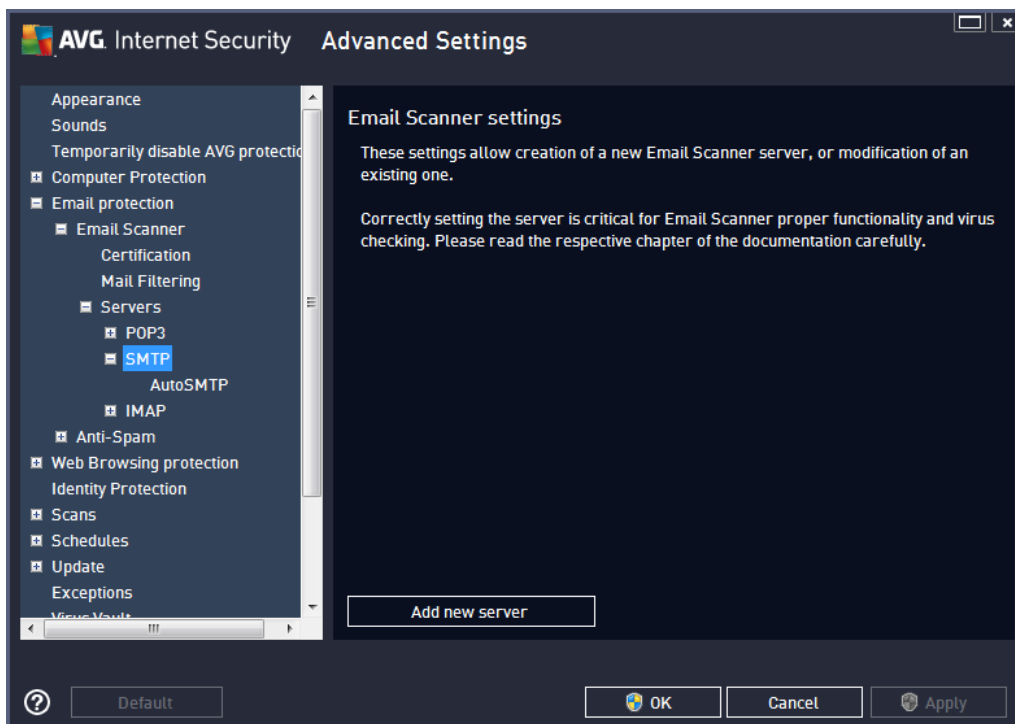 AVG. Internet Security Advanced Settings
Appearance
Sounds
Temporarily disable AVG protectic
Computer Protection
Email protection
Email Scanner
Certification
Mail Filtering
Servers
POP3
SMTP
AutoSMTP
IMAP
Anti-Spam
Web Browsing protection
Identity Protection
Scans
Schedules
Update
Exceptions
Virus Vault
Email Scanner settings
These settings allow creation of a new Email Scanner server, or modification of an
existing one.
Correctly setting the server is critical for Email Scanner proper functionality and virus
checking. Please read the respective chapter of the documentation carefully.
Add new server
Default
OK
Cancel
Apply